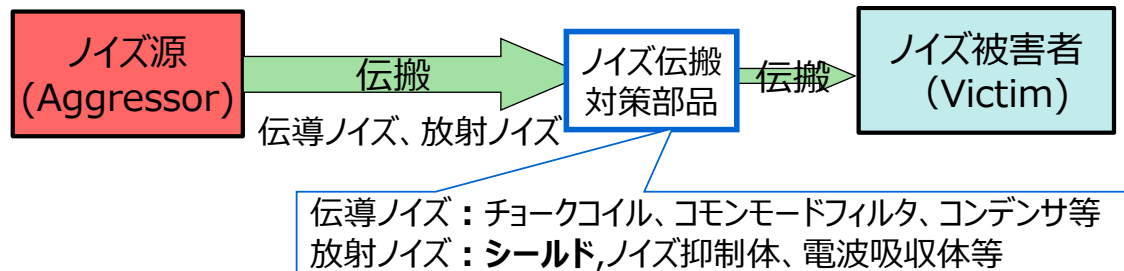 ノイズ源
(Aggressor)
伝搬
伝導ノイズ、放射ノイズ
ノイズ伝搬
対策部品
伝搬
ノイズ被害者
（Victim)
伝導ノイズ：チョークコイル、コモンモードフィルタ、コンデンサ等
放射ノイズ：シールド,ノイズ抑制体、電波吸収体等